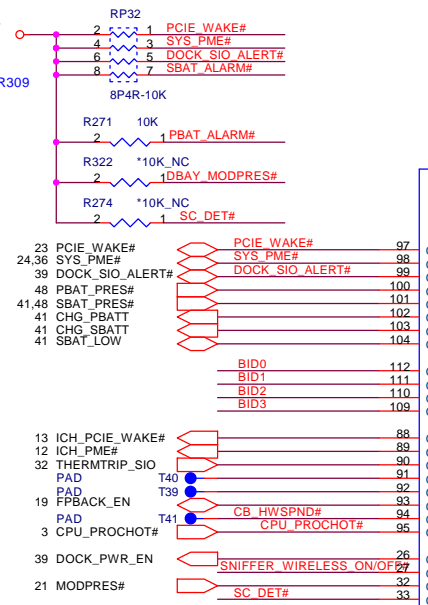 RP32
2 1 PCIE_WAKE#
4 3 SYS_PME#
6 5 DOCK_SIO_ALERT#
8 7 SBAT_ALARM#
R309
8P4R-10K
R271 10K
2 1 PBAT_ALARM#
R322 *10K_NC
2 1 DBAY_MODPRES#
R274 *10K_NC
2 1 SC_DET#
23 PCIE_WAKE# PCIE_WAKE# 97
24,36 SYS_PME# SYS_PME# 98
39 DOCK_SIO_ALERT# DOCK_SIO_ALERT# 99
48 PBAT_PRES# 100
41,48 SBAT_PRES# 101
41 CHG_PBATT 102
41 CHG_SBATT 103
41 SBAT_LOW 104
BID0 112
BID1 111
BID2 110
BID3 109
13 ICH_PCIE_WAKE# 88
12 ICH_PME# 89
32 THERMTRIP_SIO 90
PAD T40 91
PAD T39 92
19 FPBACK_EN 93
PAD T41 CB_HWSPND# 94
3 CPU_PROCHOT# CPU_PROCHOT# 95
39 DOCK_PWR_EN 26
SNIFFER_WIRELESS_ON/OFF# 27
21 MODPRES# 32
SC_DET# 33